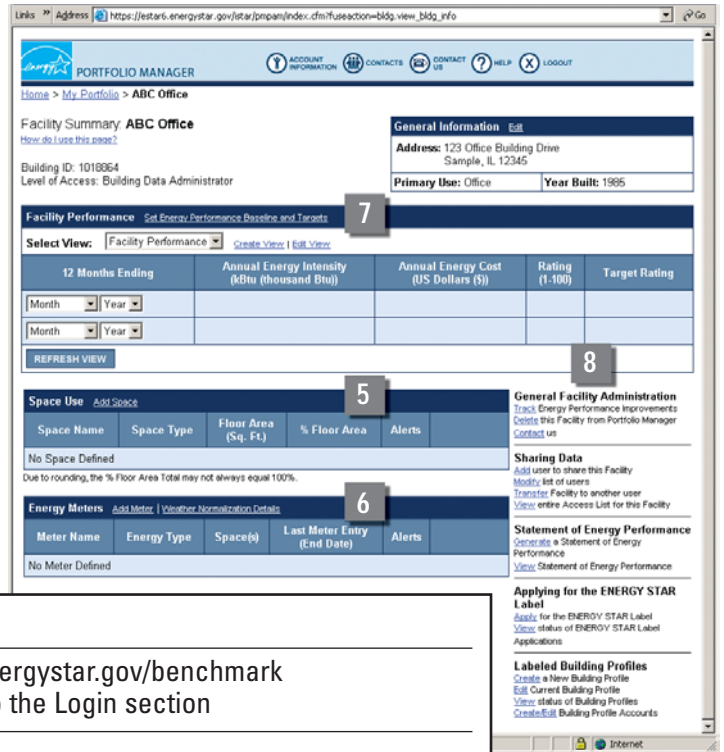 Links » Address https://estar6.energystar.gov/istar/pmpam/index.cfm?fuseaction=bldg.view_bldg_info Go
energy PORTFOLIO MANAGER ACCOUNT INFORMATION CONTACTS CONTACT US ? HELP X LOGOUT
Home > My Portfolio > ABC Office
Facility Summary: ABC Office
How do I use this page?
Building ID: 1018864
Level of Access: Building Data Administrator
General Information Edit
Address: 123 Office Building Drive
Sample, IL 12345
Primary Use: Office Year Built: 1985
Facility Performance Set Energy Performance Baseline and Targets 7
Select View: Facility Performance Create View | Edit View
12 Months Ending Annual Energy Intensity (kBtu (thousand Btu)) Annual Energy Cost (US Dollars ($)) Rating (1-100) Target Rating
Month Year
Month Year
REFRESH VIEW
8
Space Use Add Space 5
Space Name Space Type Floor Area (Sq. Ft.) % Floor Area Alerts
No Space Defined
Due to rounding, the % Floor Area Total may not always equal 100%.
Energy Meters Add Meter | Weather Normalization Details 6
Meter Name Energy Type Space(s) Last Meter Entry (End Date) Alerts
No Meter Defined
General Facility Administration
Track Energy Performance Improvements
Delete this Facility from Portfolio Manager
Contact us
Sharing Data
Add user to share this Facility
Modify list of users
Transfer Facility to another user
View entire Access List for this Facility
Statement of Energy Performance
Generate a Statement of Energy
Performance
View Statement of Energy Performance
Applying for the ENERGY STAR
Label
Apply for the ENERGY STAR Label
View status of ENERGY STAR Label
Applications
Labeled Building Profiles
Create a New Building Profile
Edit Current Building Profile
View status of Building Profiles
Create/Edit Building Profile Accounts
ergystar.gov/benchmark
the Login section
Internet